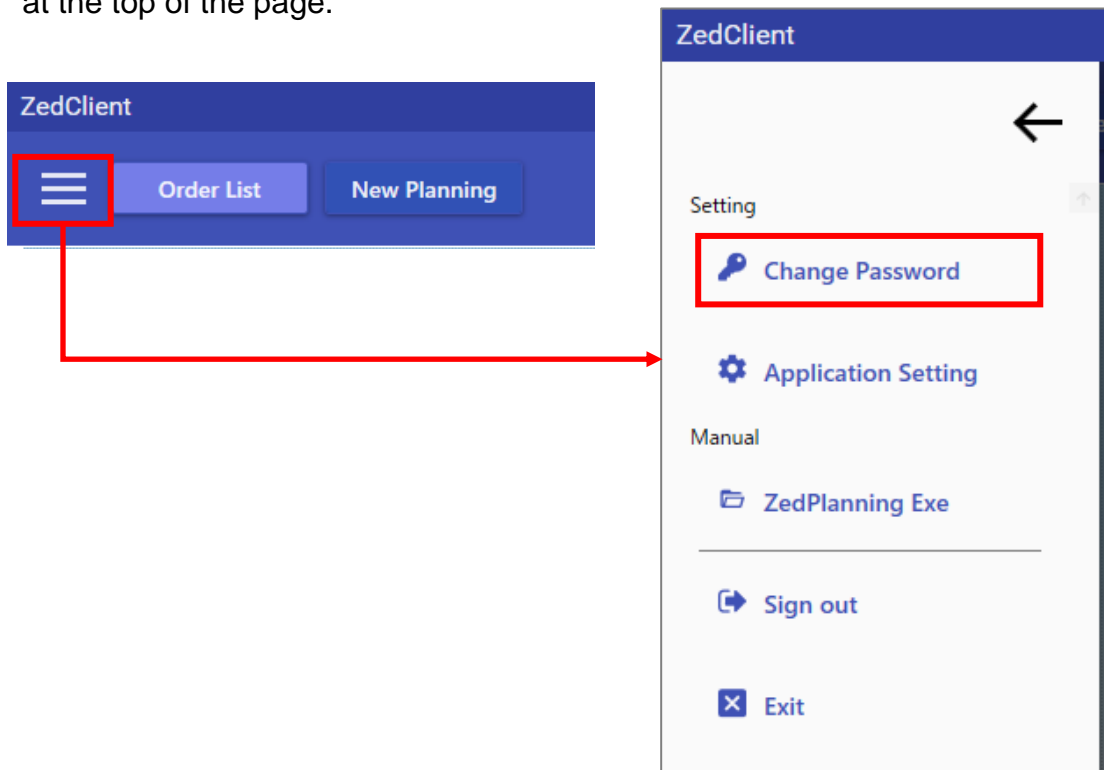 at the top of the page.
ZedClient
Order List
New Planning
ZedClient
Setting
Change Password
Application Setting
Manual
ZedPlanning Exe
Sign out
Exit